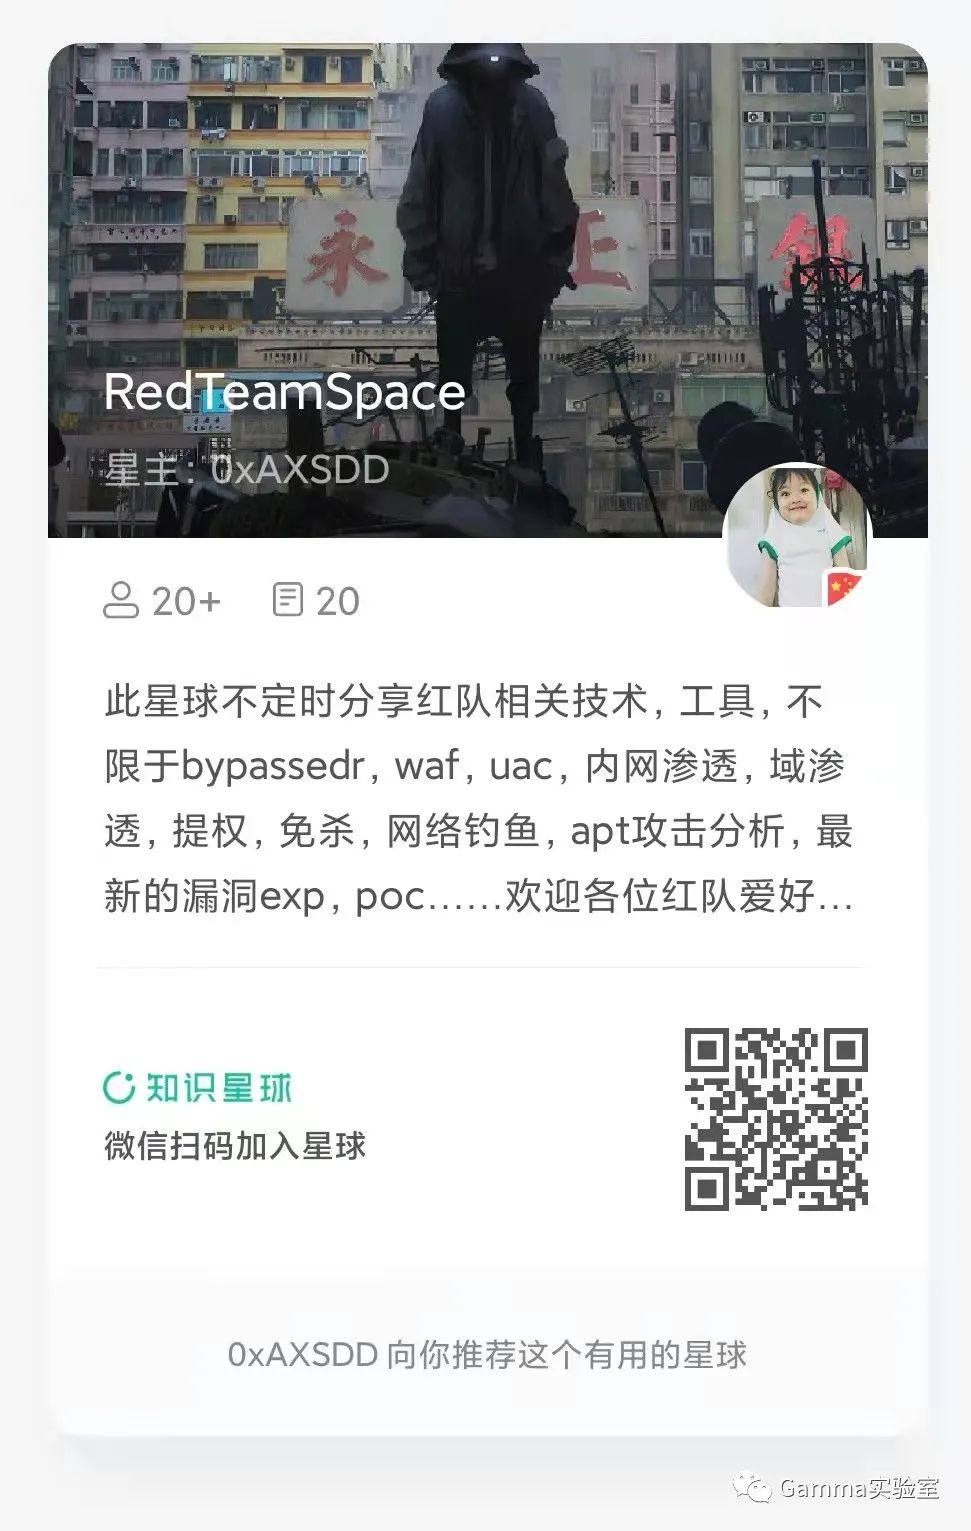 永 正
RedTeamSpace
星主: 0xAXSDD
20+ 20
此星球不定时分享红队相关技术, 工具, 不
限于bypassedr, waf, uac, 内网渗透, 域渗
透, 提权, 免杀, 网络钓鱼, apt攻击分析, 最
新的漏洞exp, poc……欢迎各位红队爱好...
知识星球
微信扫码加入星球
0xAXSDD 向你推荐这个有用的星球
Gamma实验室